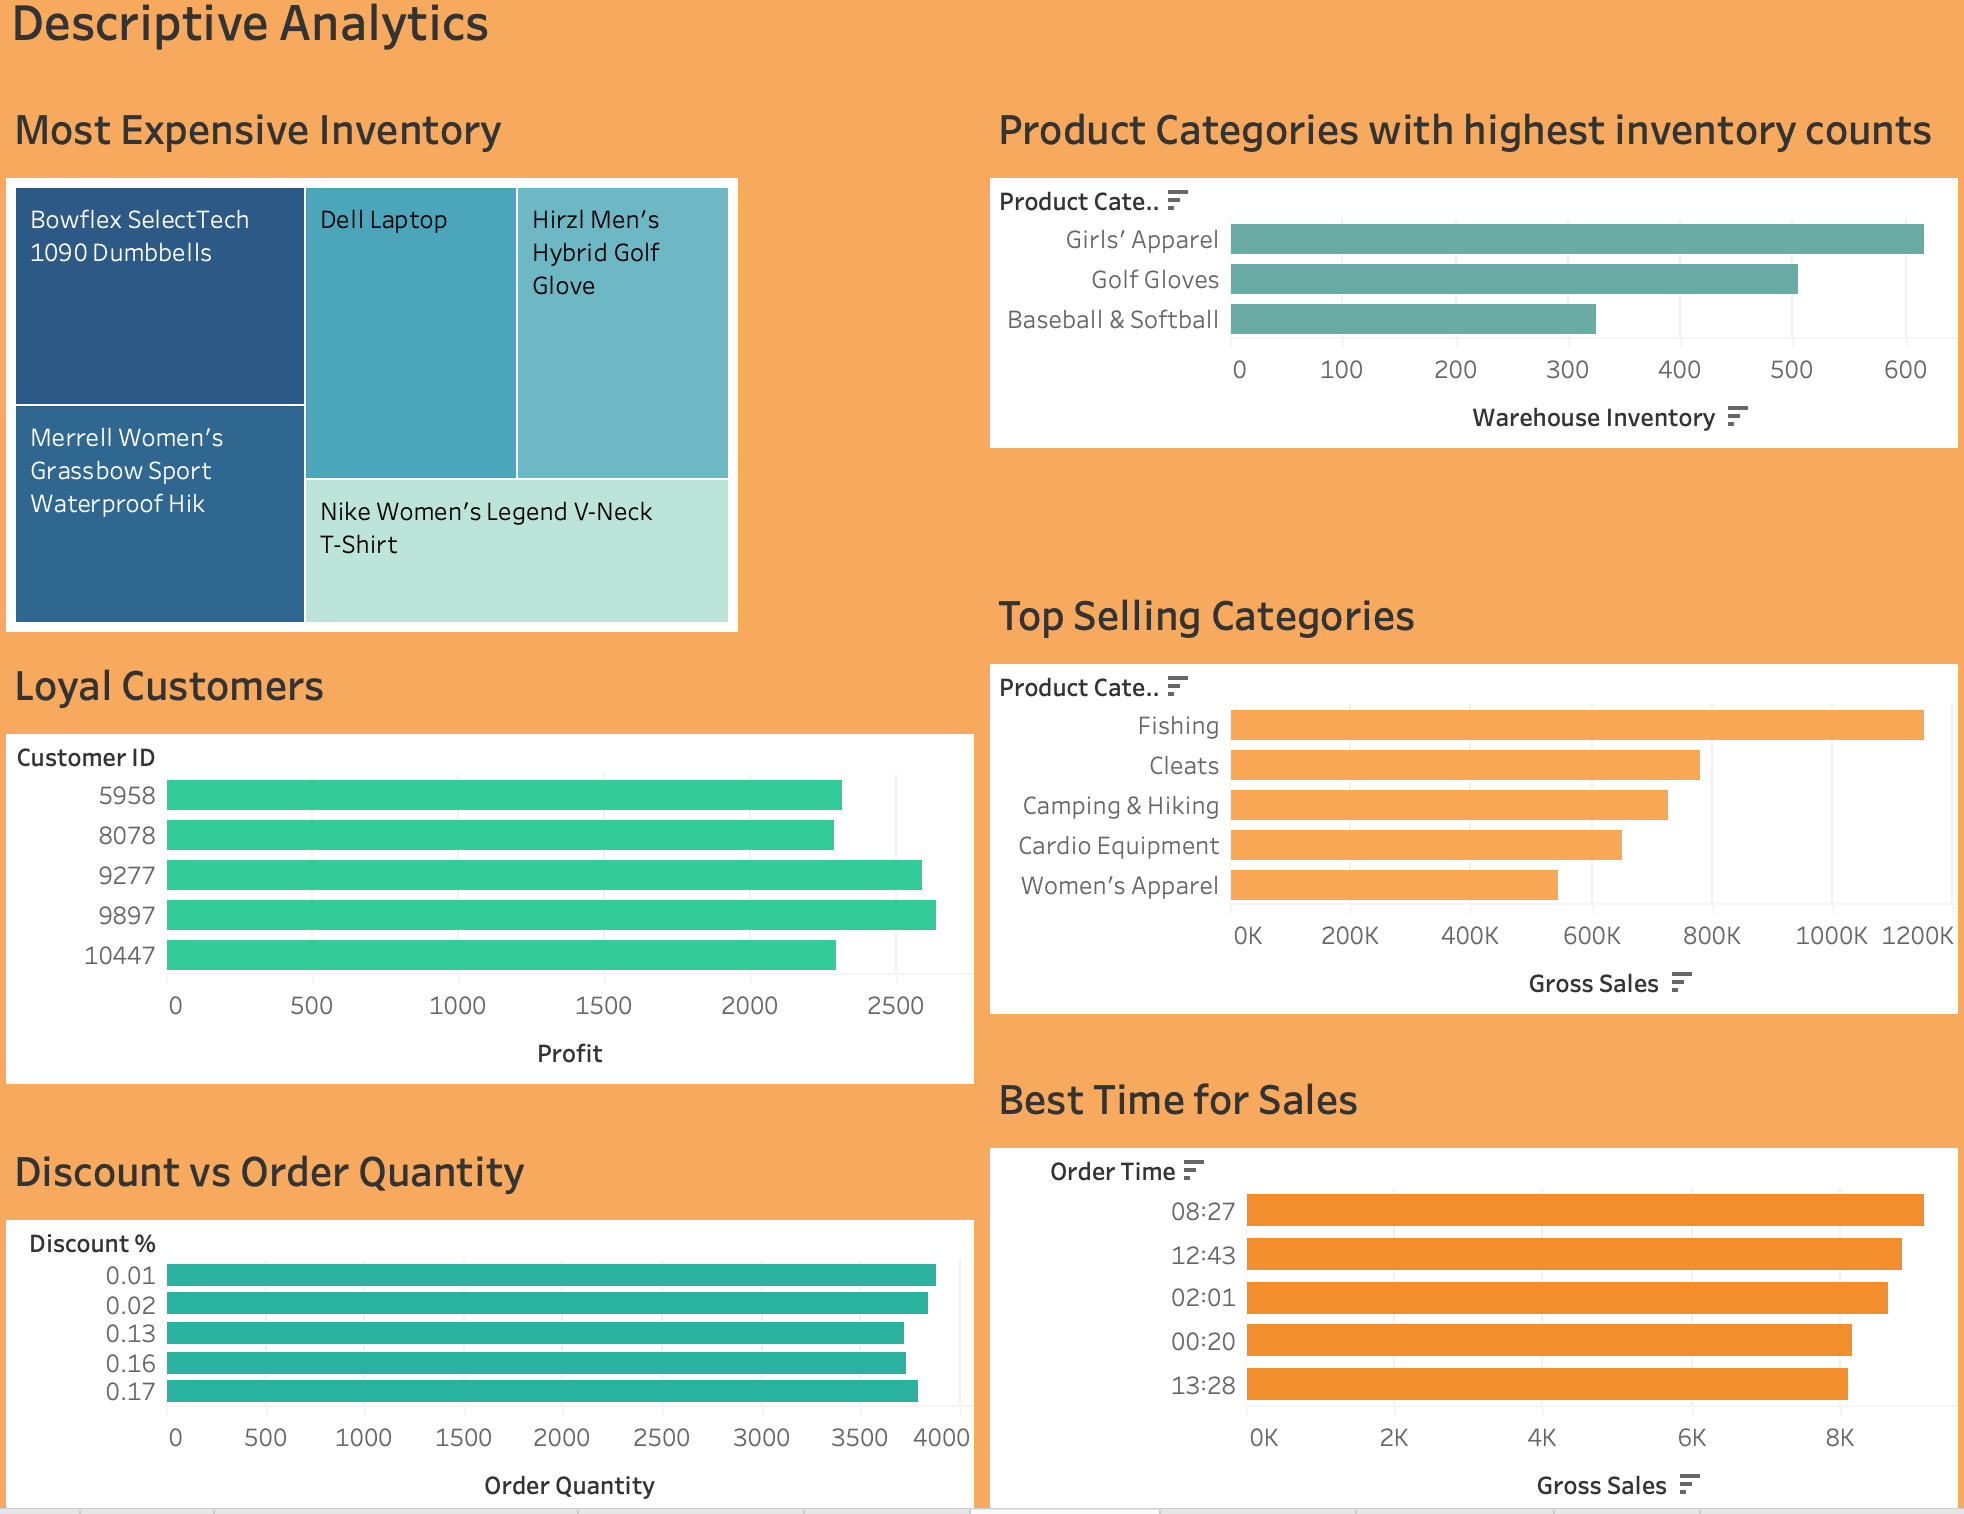 Descriptive Analytics
Most Expensive Inventory
Bowflex SelectTech
1090 Dumbbells
Dell Laptop
Hirzl Men's
Hybrid Golf
Glove
Merrell Women's
Grassbow Sport
Waterproof Hik
Nike Women's Legend V-Neck
T-Shirt
Product Categories with highest inventory counts
Product Cate..
Girls' Apparel
Golf Gloves
Baseball & Softball
0 100 200 300 400 500 600
Warehouse Inventory
Loyal Customers
Customer ID
5958
8078
9277
9897
10447
0 500 1000 1500 2000 2500
Profit
Top Selling Categories
Product Cate..
Fishing
Cleats
Camping & Hiking
Cardio Equipment
Women's Apparel
0K 200K 400K 600K 800K 1000K 1200K
Gross Sales
Discount vs Order Quantity
Discount %
0.01
0.02
0.13
0.16
0.17
0 500 1000 1500 2000 2500 3000 3500 4000
Order Quantity
Best Time for Sales
Order Time
08:27
12:43
02:01
00:20
13:28
0K 2K 4K 6K 8K
Gross Sales